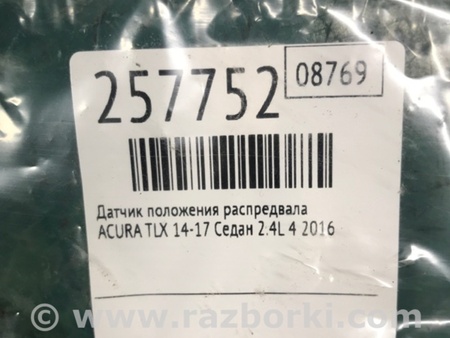 257752
08769
Датчик положения распредвала
ACURA TLX 14-17 Седан 2.4L 4 2016
© www.razborki.com